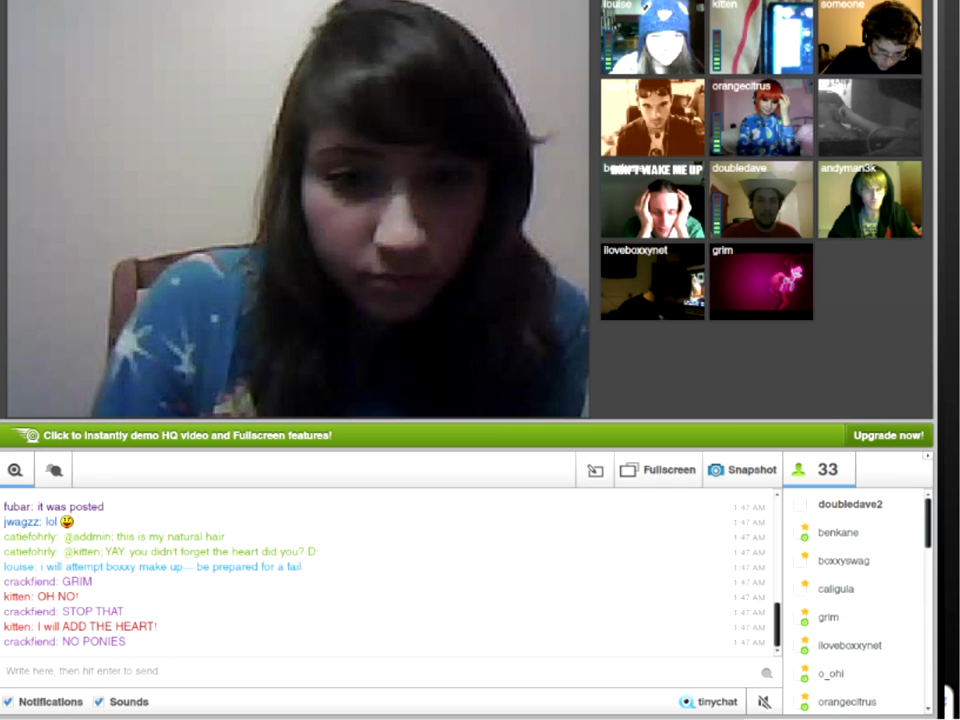 louise
kitten
someone
orangecitrus
DON'T WAKE ME UP
doubledave
andyman3k
iloveboxxynet
grim
Click to instantly demo HQ video and Fullscreen features!
Upgrade now!
Fullscreen
Snapshot
33
fubar: it was posted
1:47 AM
jwagzz: lol
1:47 AM
catiefohrly: @addmin; this is my natural hair
1:47 AM
catiefohrly: @kitten; YAY. you didn't forget the heart did you? D:
1:47 AM
louise: i will attempt boxxy make up--- be prepared for a fail
1:47 AM
crackfiend: GRIM
1:47 AM
kitten: OH NO!
1:47 AM
crackfiend: STOP THAT
1:47 AM
kitten: I will ADD THE HEART!
1:47 AM
crackfiend: NO PONIES
1:47 AM
Write here, then hit enter to send.
Notifications
Sounds
tinychat
doubledave2
benkane
boxxyswag
caligula
grim
iloveboxxynet
o_ohi
orangecitrus